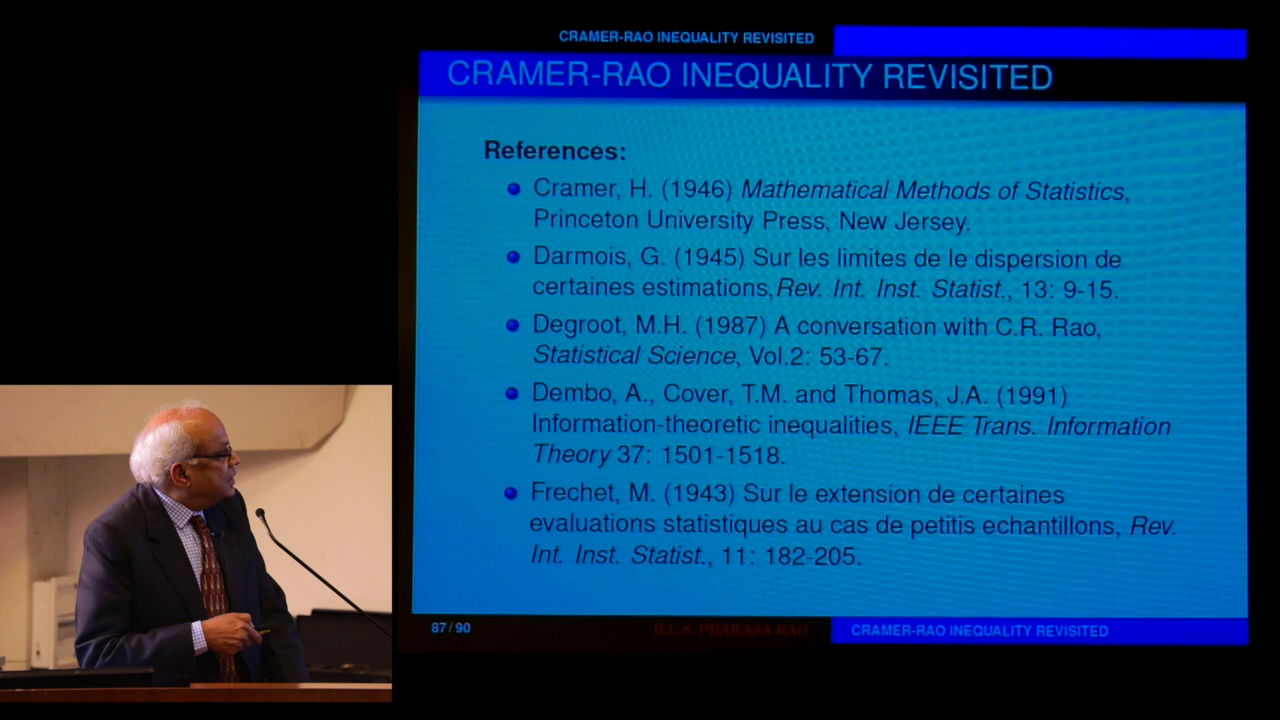 CRAMER-RAO INEQUALITY REVISITED
CRAMER-RAO INEQUALITY REVISITED
References:
Cramer, H. (1946) Mathematical Methods of Statistics,
Princeton University Press, New Jersey.
Darmois, G. (1945) Sur les limites de le dispersion de
certaines estimations,Rev. Int. Inst. Statist., 13: 9-15.
Degroot, M.H. (1987) A conversation with C.R. Rao,
Statistical Science, Vol.2: 53-67.
Dembo, A., Cover, T.M. and Thomas, J.A. (1991)
Information-theoretic inequalities, IEEE Trans. Information
Theory 37: 1501-1518.
Frechet, M. (1943) Sur le extension de certaines
evaluations statistiques au cas de petitis echantillons, Rev.
Int. Inst. Statist., 11: 182-205.
87/90 B.L.S. PRAKASA RAO CRAMER-RAO INEQUALITY REVISITED